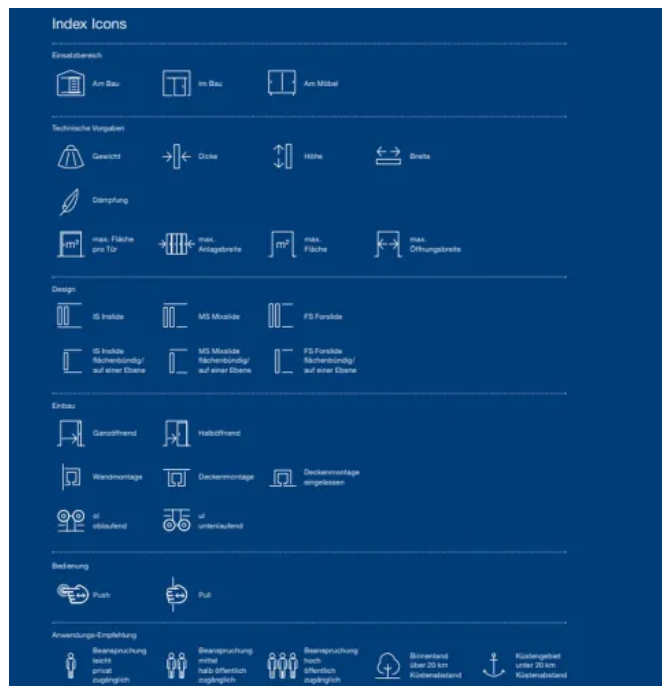 Index Icons
Einsatzbereich
Am Bau
Im Bau
Am Möbel
Technische Vorgaben
Gewicht
Dicke
Höhe
Breite
Dämpfung
m²
max. Fläche
pro Tür
max.
Anlagebreite
m²
max.
Fläche
max.
Öffnungsbreite
Design
IS Inslide
MS Mixslide
FS Forslide
IS Inslide
flächenbündig/
auf einer Ebene
MS Mixslide
flächenbündig/
auf einer Ebene
FS Forslide
flächenbündig/
auf einer Ebene
Einbau
Ganzöffnend
Halböffnend
Wandmontage
Deckenmontage
Deckenmontage
eingelassen
ol
oblaufend
ul
untenlaufend
Bedienung
Push
Pull
Anwendungs-Empfehlung
Beanspruchung
leicht
privat
zugänglich
Beanspruchung
mittel
halb öffentlich
zugänglich
Beanspruchung
hoch
öffentlich
zugänglich
Binnenland
über 20 km
Küstenabstand
Küstengebiet
unter 20 km
Küstenabstand